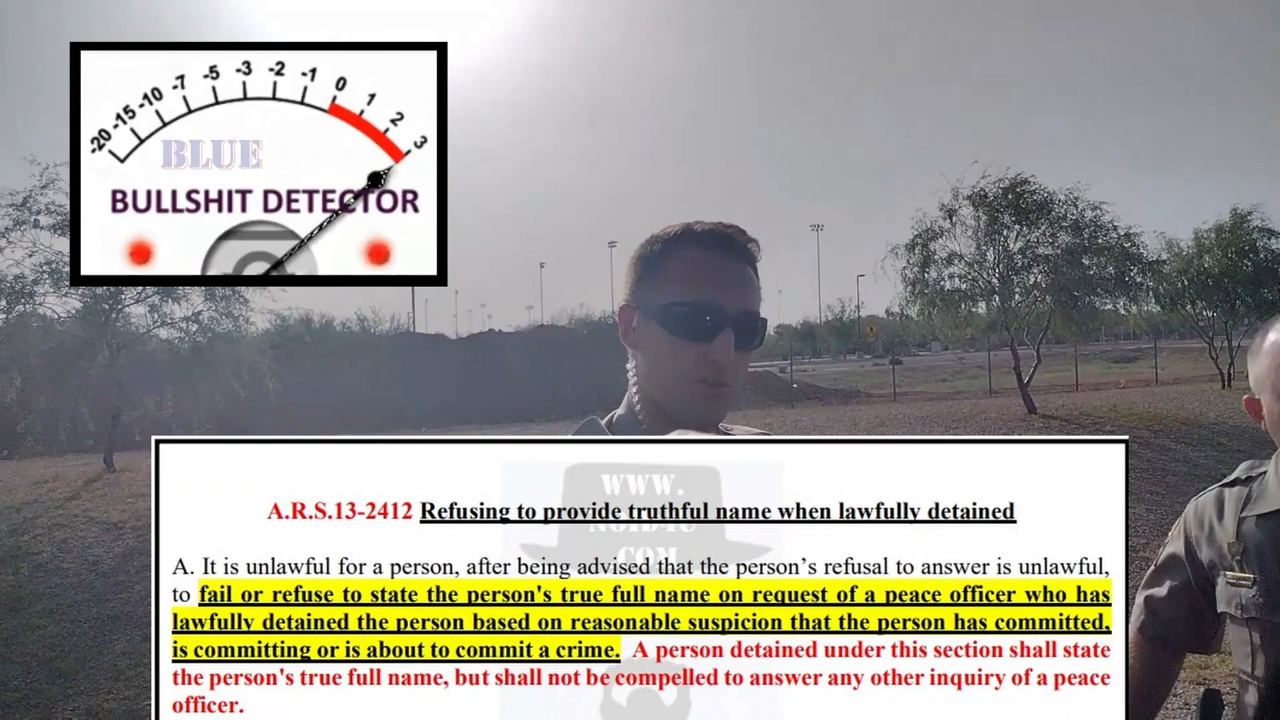 -20 -15 -10 -7 -5 -3 -2 -1 0 1 2 3
BLUE
BULLSHIT DETECTOR
WWW.
COM
A.R.S.13-2412 Refusing to provide truthful name when lawfully detained
A. It is unlawful for a person, after being advised that the person's refusal to answer is unlawful,
to fail or refuse to state the person's true full name on request of a peace officer who has
lawfully detained the person based on reasonable suspicion that the person has committed,
is committing or is about to commit a crime. A person detained under this section shall state
the person's true full name, but shall not be compelled to answer any other inquiry of a peace
officer.